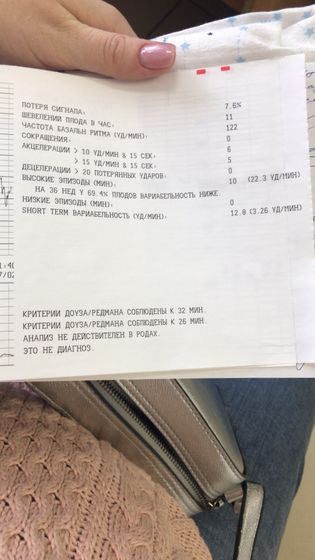 ПОТЕРЯ СИГНАЛА: 7.6%
ШЕВЕЛЕНИЙ ПЛОДА В ЧАС: 11
ЧАСТОТА БАЗАЛЬН РИТМА (УД/МИН): 122
СОКРАЩЕНИЯ: 0
АКЦЕЛЕРАЦИИ > 10 УД/МИН & 15 СЕК: 6
> 15 УД/МИН & 15 СЕК: 5
ДЕЦЕЛЕРАЦИИ > 20 ПОТЕРЯННЫХ УДАРОВ: 0
ВЫСОКИЕ ЭПИЗОДЫ (МИН): 10 (22.3 УД/МИН)
НА 36 НЕД У 69.4% ПЛОДОВ ВАРИАБЕЛЬНОСТЬ НИЖЕ.
НИЗКИЕ ЭПИЗОДЫ (МИН): 0
SHORT TERM ВАРИАБЕЛЬНОСТЬ (УД/МИН): 12.0 (3.26 УД/МИН)
КРИТЕРИИ ДОУЗА/РЕДМАНА СОБЛЮДЕНЫ К 32 МИН.
КРИТЕРИИ ДОУЗА/РЕДМАНА СОБЛЮДЕНЫ К 26 МИН.
АНАЛИЗ НЕ ДЕЙСТВИТЕЛЕН В РОДАХ.
ЭТО НЕ ДИАГНОЗ.